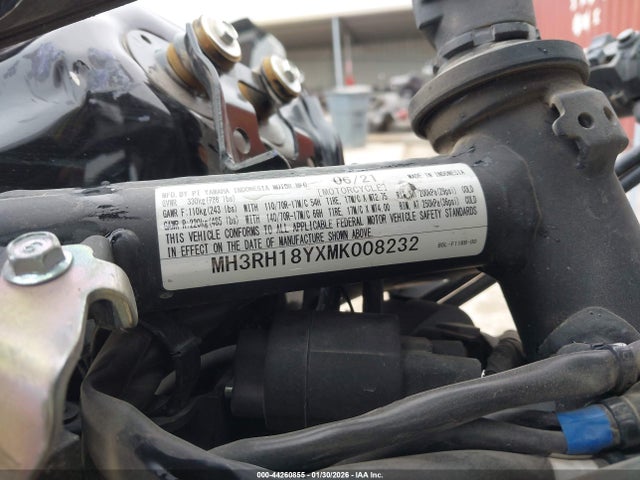 MFD. BY PT YAMAHA INDONESIA MOTOR MFG 06/21 MADE IN INDONESIA
GVWR 330kg(728 lbs) [MOTORCYCLE]
GAWR F:110kg(243 lbs) WITH 110/70R-17M/C 54H TIRE, 17M/C X MT2.75 RIM AT 200kPa(29psi) COLD
GAWR R:220kg(485 lbs) WITH 140/70R-17M/C 66H TIRE, 17M/C X MT4.00 RIM AT 250kPa(36psi) COLD
THIS VEHICLE CONFORMS TO ALL APPLICABLE FEDERAL MOTOR VEHICLE SAFETY STANDARDS
IN EFFECT ON THE DATE OF MANUFACTURE SHOWN ABOVE
MH3RH18YXMK008232
000-44260855 - 01/30/2026 - IAA Inc.